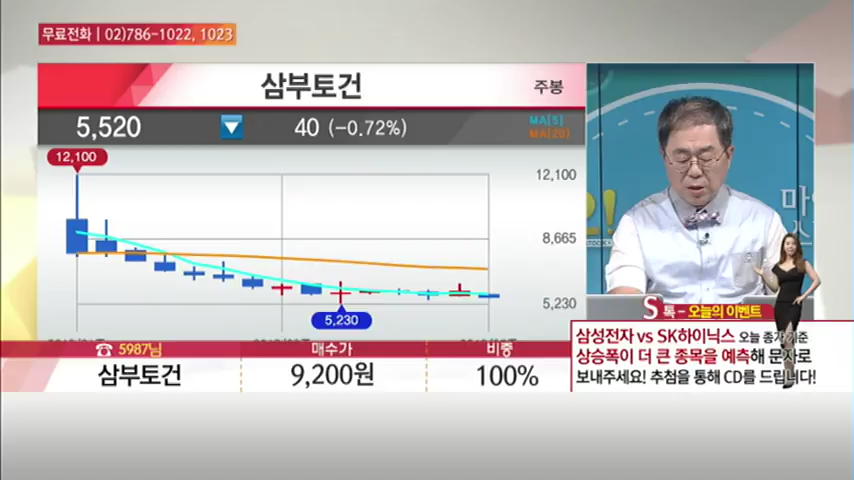 무료전화 | 02)786-1022, 1023
삼부토건
주봉
5,520
▼ 40 (-0.72%)
MA(5)
MA(20)
12,100
12,100
8,665
5,230
5,230
5987님
매수가
비중
삼부토건
9,200원
100%
S톡 - 오늘의 이벤트
삼성전자 vs SK하이닉스 오늘 종가 기준
상승폭이 더 큰 종목을 예측해 문자로
보내주세요! 추첨을 통해 CD를 드립니다!